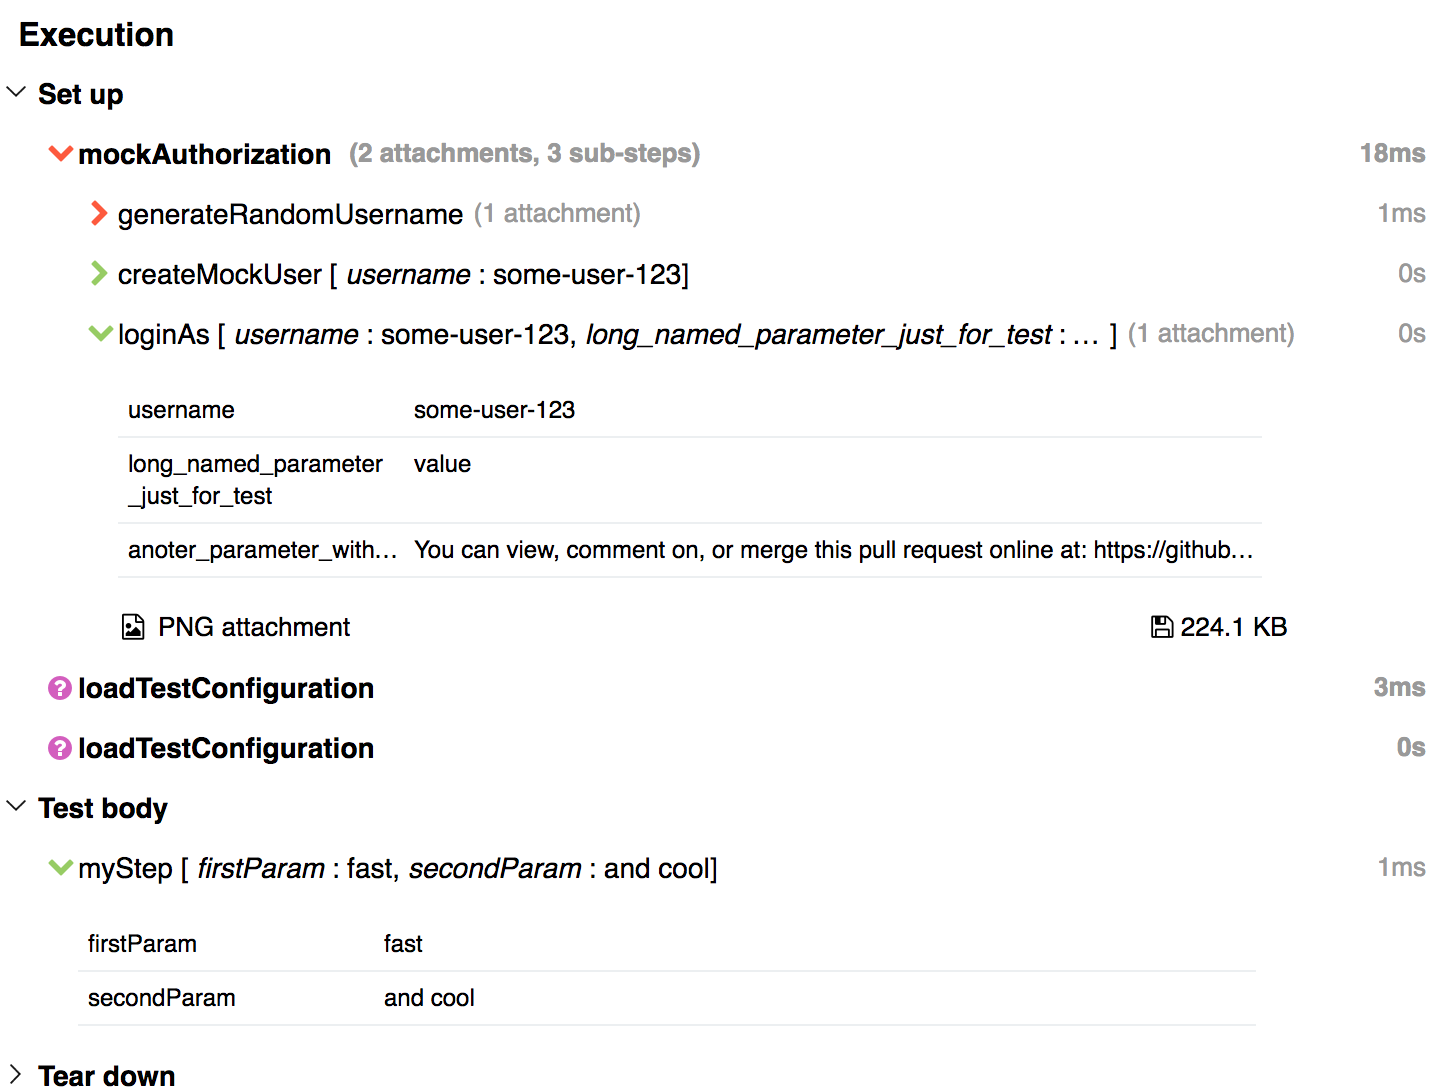 Execution
Set up
mockAuthorization (2 attachments, 3 sub-steps) 18ms
generateRandomUsername (1 attachment) 1ms
createMockUser [ username : some-user-123] 0s
loginAs [ username : some-user-123, long_named_parameter_just_for_test : … ] (1 attachment) 0s
username some-user-123
long_named_parameter value
_just_for_test
anoter_parameter_with… You can view, comment on, or merge this pull request online at: https://github…
PNG attachment 224.1 KB
? loadTestConfiguration 3ms
? loadTestConfiguration 0s
Test body
myStep [ firstParam : fast, secondParam : and cool] 1ms
firstParam fast
secondParam and cool
Tear down